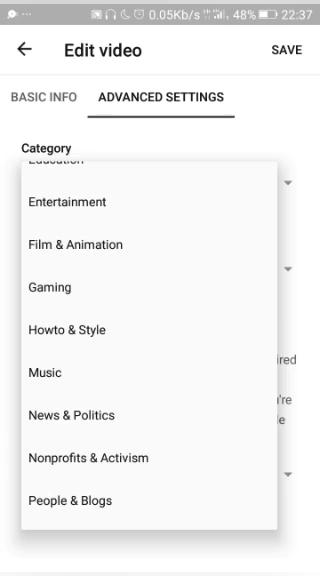 0.05Kb/s 48% 22:37
Edit video SAVE
BASIC INFO ADVANCED SETTINGS
Category
Education
Entertainment
Film & Animation
Gaming
Howto & Style
Music
News & Politics
Nonprofits & Activism
People & Blogs